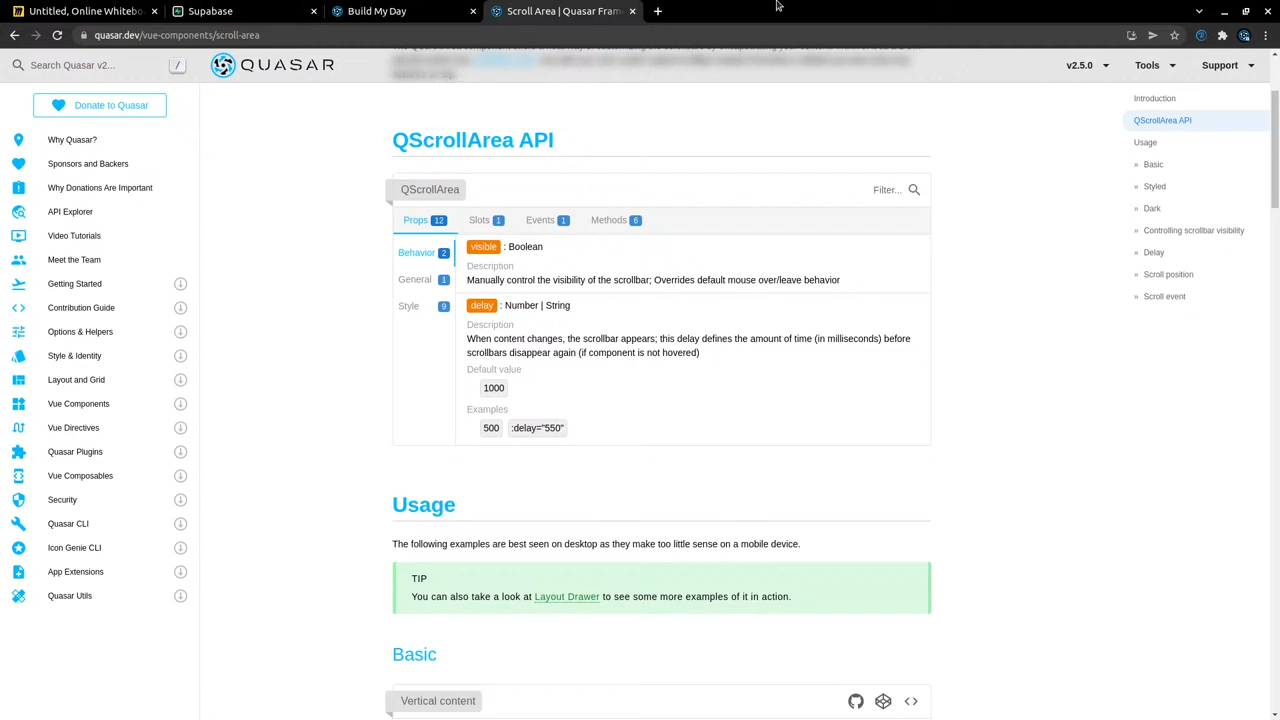 Untitled, Online Whitebo
Supabase
Build My Day
Scroll Area | Quasar Fram
quasar.dev/vue-components/scroll-area
Search Quasar v2...
/
QUASAR
v2.5.0
Tools
Support
Donate to Quasar
Why Quasar?
Sponsors and Backers
Why Donations Are Important
API Explorer
Video Tutorials
Meet the Team
Getting Started
Contribution Guide
Options & Helpers
Style & Identity
Layout and Grid
Vue Components
Vue Directives
Quasar Plugins
Vue Composables
Security
Quasar CLI
Icon Genie CLI
App Extensions
Quasar Utils
QScrollArea API
QScrollArea
Filter...
Props 12
Slots 1
Events 1
Methods 6
Behavior 2
General 1
Style 9
visible : Boolean
Description
Manually control the visibility of the scrollbar; Overrides default mouse over/leave behavior
delay : Number | String
Description
When content changes, the scrollbar appears; this delay defines the amount of time (in milliseconds) before
scrollbars disappear again (if component is not hovered)
Default value
1000
Examples
500 :delay="550"
Usage
The following examples are best seen on desktop as they make too little sense on a mobile device.
TIP
You can also take a look at Layout Drawer to see some more examples of it in action.
Basic
Vertical content
Introduction
QScrollArea API
Usage
» Basic
» Styled
» Dark
» Controlling scrollbar visibility
» Delay
» Scroll position
» Scroll event